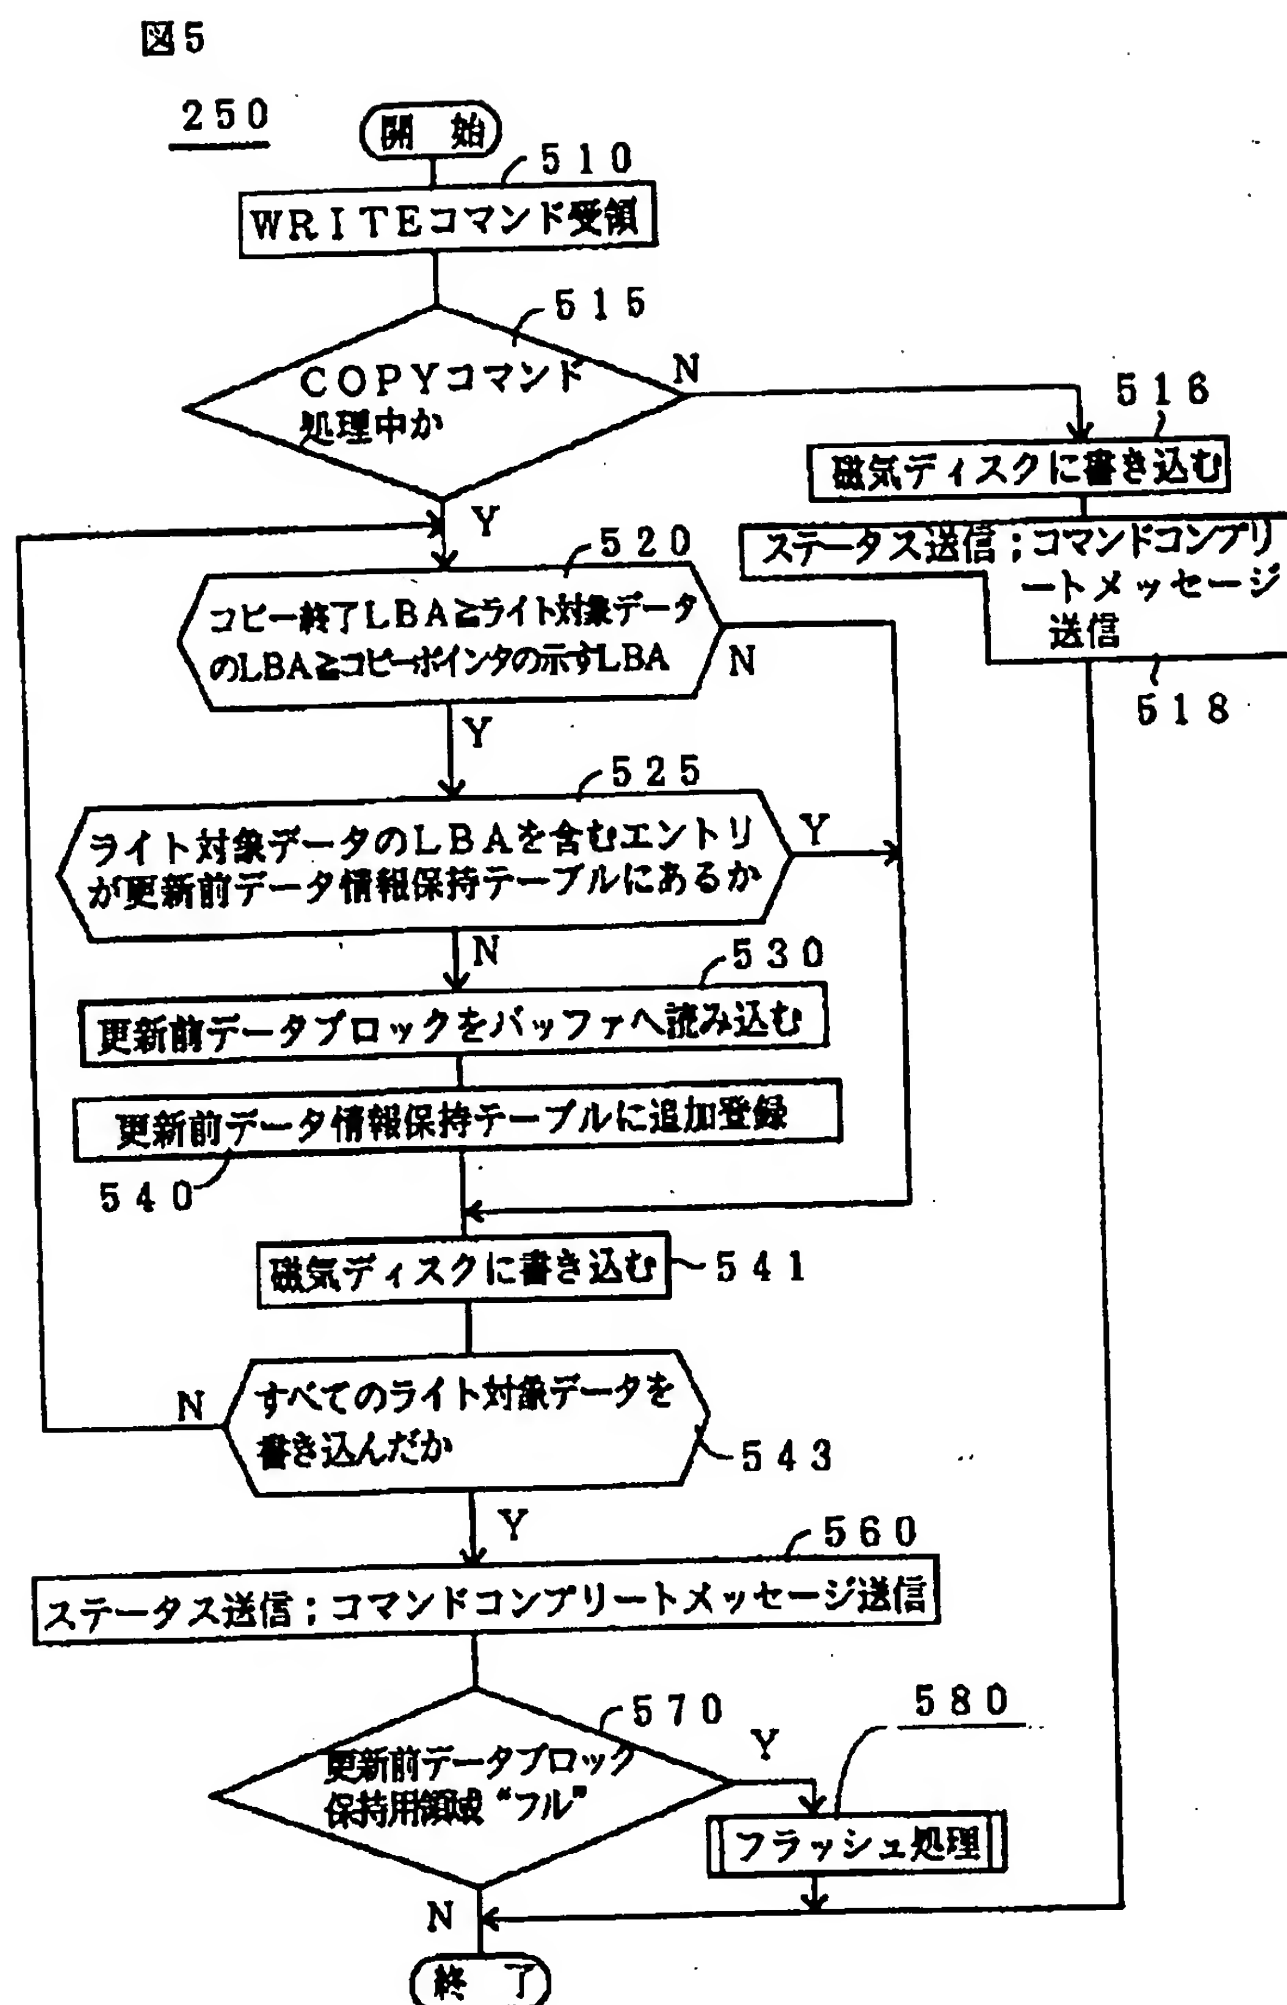 図5
250
開 始
510
WRITEコマンド受領
515
COPYコマンド
処理中か
N
516
磁気ディスクに書き込む
Y
520
ステータス送信;コマンドコンプリ
ートメッセージ
送信
518
コピー終了LBA≧ライト対象データ
のLBA≧コピーポインタの示すLBA
N
Y
525
ライト対象データのLBAを含むエントリ
が更新前データ情報保持テーブルにあるか
Y
N
530
更新前データブロックをバッファへ読み込む
更新前データ情報保持テーブルに追加登録
540
磁気ディスクに書き込む
541
N
すべてのライト対象データを
書き込んだか
543
Y
560
ステータス送信;コマンドコンプリートメッセージ送信
570
580
更新前データブロック
保持用領域“フル”
Y
フラッシュ処理
N
終 了